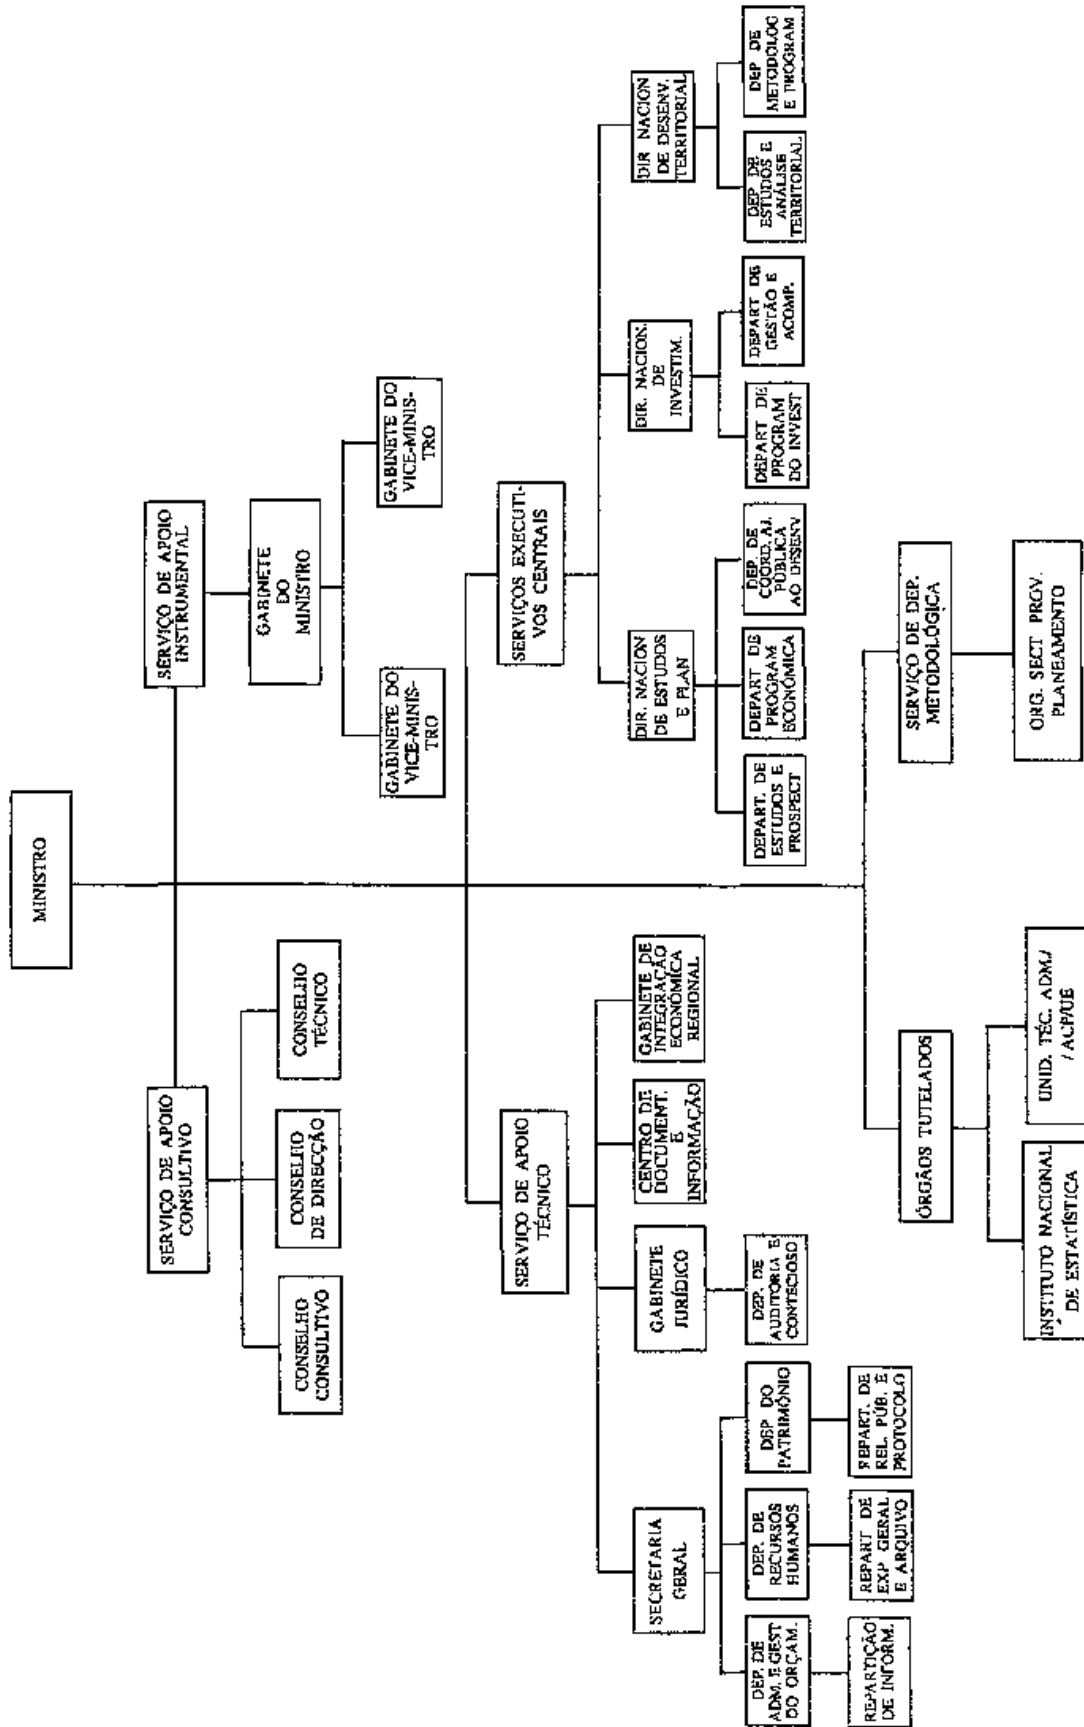 MINISTRO
SERVIÇO DE APOIO
CONSULTIVO
SERVIÇO DE APOIO
INSTRUMENTAL
CONSELHO
CONSULTIVO
CONSELHO
DE DIRECÇÃO
CONSELHO
TÉCNICO
GABINETE
DO
MINISTRO
GABINETE DO
VICE-MINIS-
TRO
GABINETE DO
VICE-MINIS-
TRO
SERVIÇO DE APOIO
TÉCNICO
SERVIÇOS EXECUTI-
VOS CENTRAIS
SECRETARIA
GERAL
GABINETE
JURÍDICO
CENTRO DE
DOCUMENT.
E
INFORMAÇÃO
GABINETE DE
INTEGRAÇÃO
ECONOMÍCA
REGIONAL
DIR. NACION
DE ESTUDOS
E PLAN
DIR. NACION.
DE
INVESTIM.
DIR NACION
DE DESENV.
TERRITORIAL
DEP. DE
ADM. E GEST
DO ORÇAM.
DEP. DE
RECURSOS
HUMANOS
DEP DO
PATRIMÓNIO
DEP. DE
AUDITORIA E
CONTECIOSO
DEPART. DE
ESTUDOS E
PROSPECT
DEPART DE
PROGRAM
ECONÓMICA
DEP. DE
COORD. AJ.
PÚBLICA
AO DESENV
DEPART DE
PROGRAM
DO INVEST
DEPART DE
GESTÃO E
ACOMP.
DEP DE
ESTUDOS E
ANÁLISE
TERRITORIAL
DEP DE
METODÓLOG
E PROGRAM
REPARTIÇÃO
DE INFORM.
REPART DE
EXP GERAL
E ARQUIVO
REPART. DE
REL. PÚB. E
PROTOCOLO
ÓRGÃOS TUTELADOS
SERVIÇO DE DEP.
METODOLÓGICA
INSTITUTO NACIONAL
DE ESTATÍSTICA
UNID. TÉC. ADM./
/ ACP/UE
ORG. SECT PROV.
PLANEAMENTO